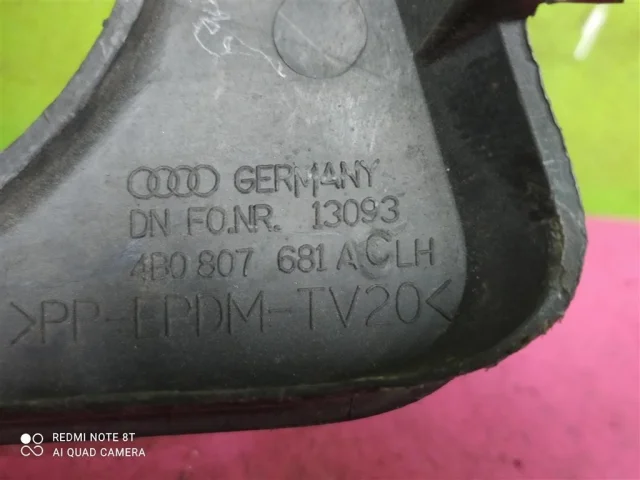 GERMANY
DN FO.NR. 13093
4B0 807 681 A C LH
>PP-EPDM-TV20<
REDMI NOTE 8T
AI QUAD CAMERA